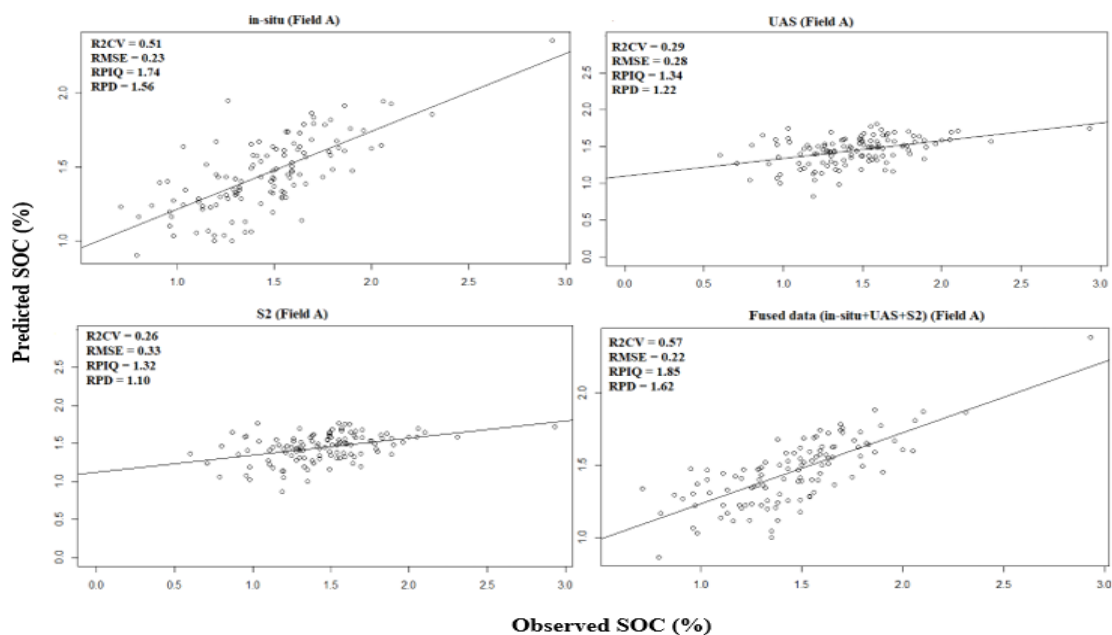 in-situ (Field A)
R2CV = 0.51
RMSE = 0.23
RPIQ = 1.74
RPD = 1.56
2.0
1.5
1.0
1.0 1.5 2.0 2.5 3.0
UAS (Field A)
R2CV = 0.29
RMSE = 0.28
RPIQ = 1.34
RPD = 1.22
2.5
2.0
1.5
1.0
0.5
0.0
0.0 0.5 1.0 1.5 2.0 2.5 3.0
Predicted SOC (%)
S2 (Field A)
R2CV = 0.26
RMSE = 0.33
RPIQ = 1.32
RPD = 1.10
2.5
2.0
1.5
1.0
0.5
0.0
0.0 0.5 1.0 1.5 2.0 2.5 3.0
Fused data (in-situ+UAS+S2) (Field A)
R2CV = 0.57
RMSE = 0.22
RPIQ = 1.85
RPD = 1.62
2.0
1.5
1.0
1.0 1.5 2.0 2.5 3.0
Observed SOC (%)